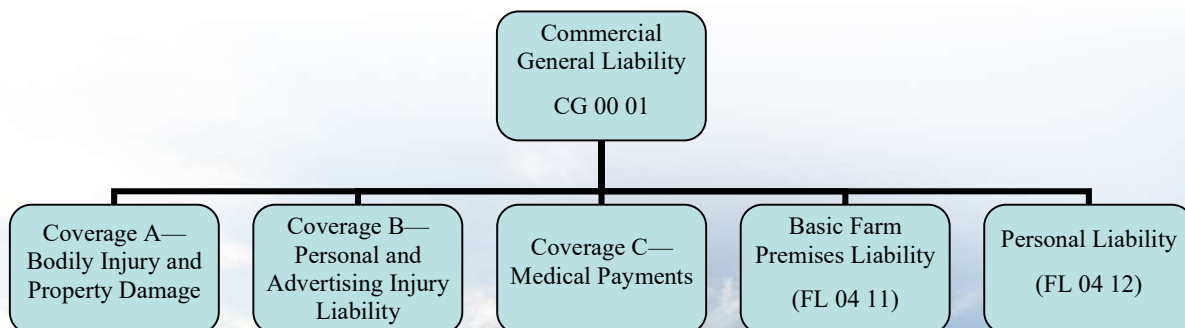 Commercial
General Liability
CG 00 01
Coverage A—
Bodily Injury and
Property Damage
Coverage B—
Personal and
Advertising Injury
Liability
Coverage C—
Medical Payments
Basic Farm
Premises Liability
(FL 04 11)
Personal Liability
(FL 04 12)